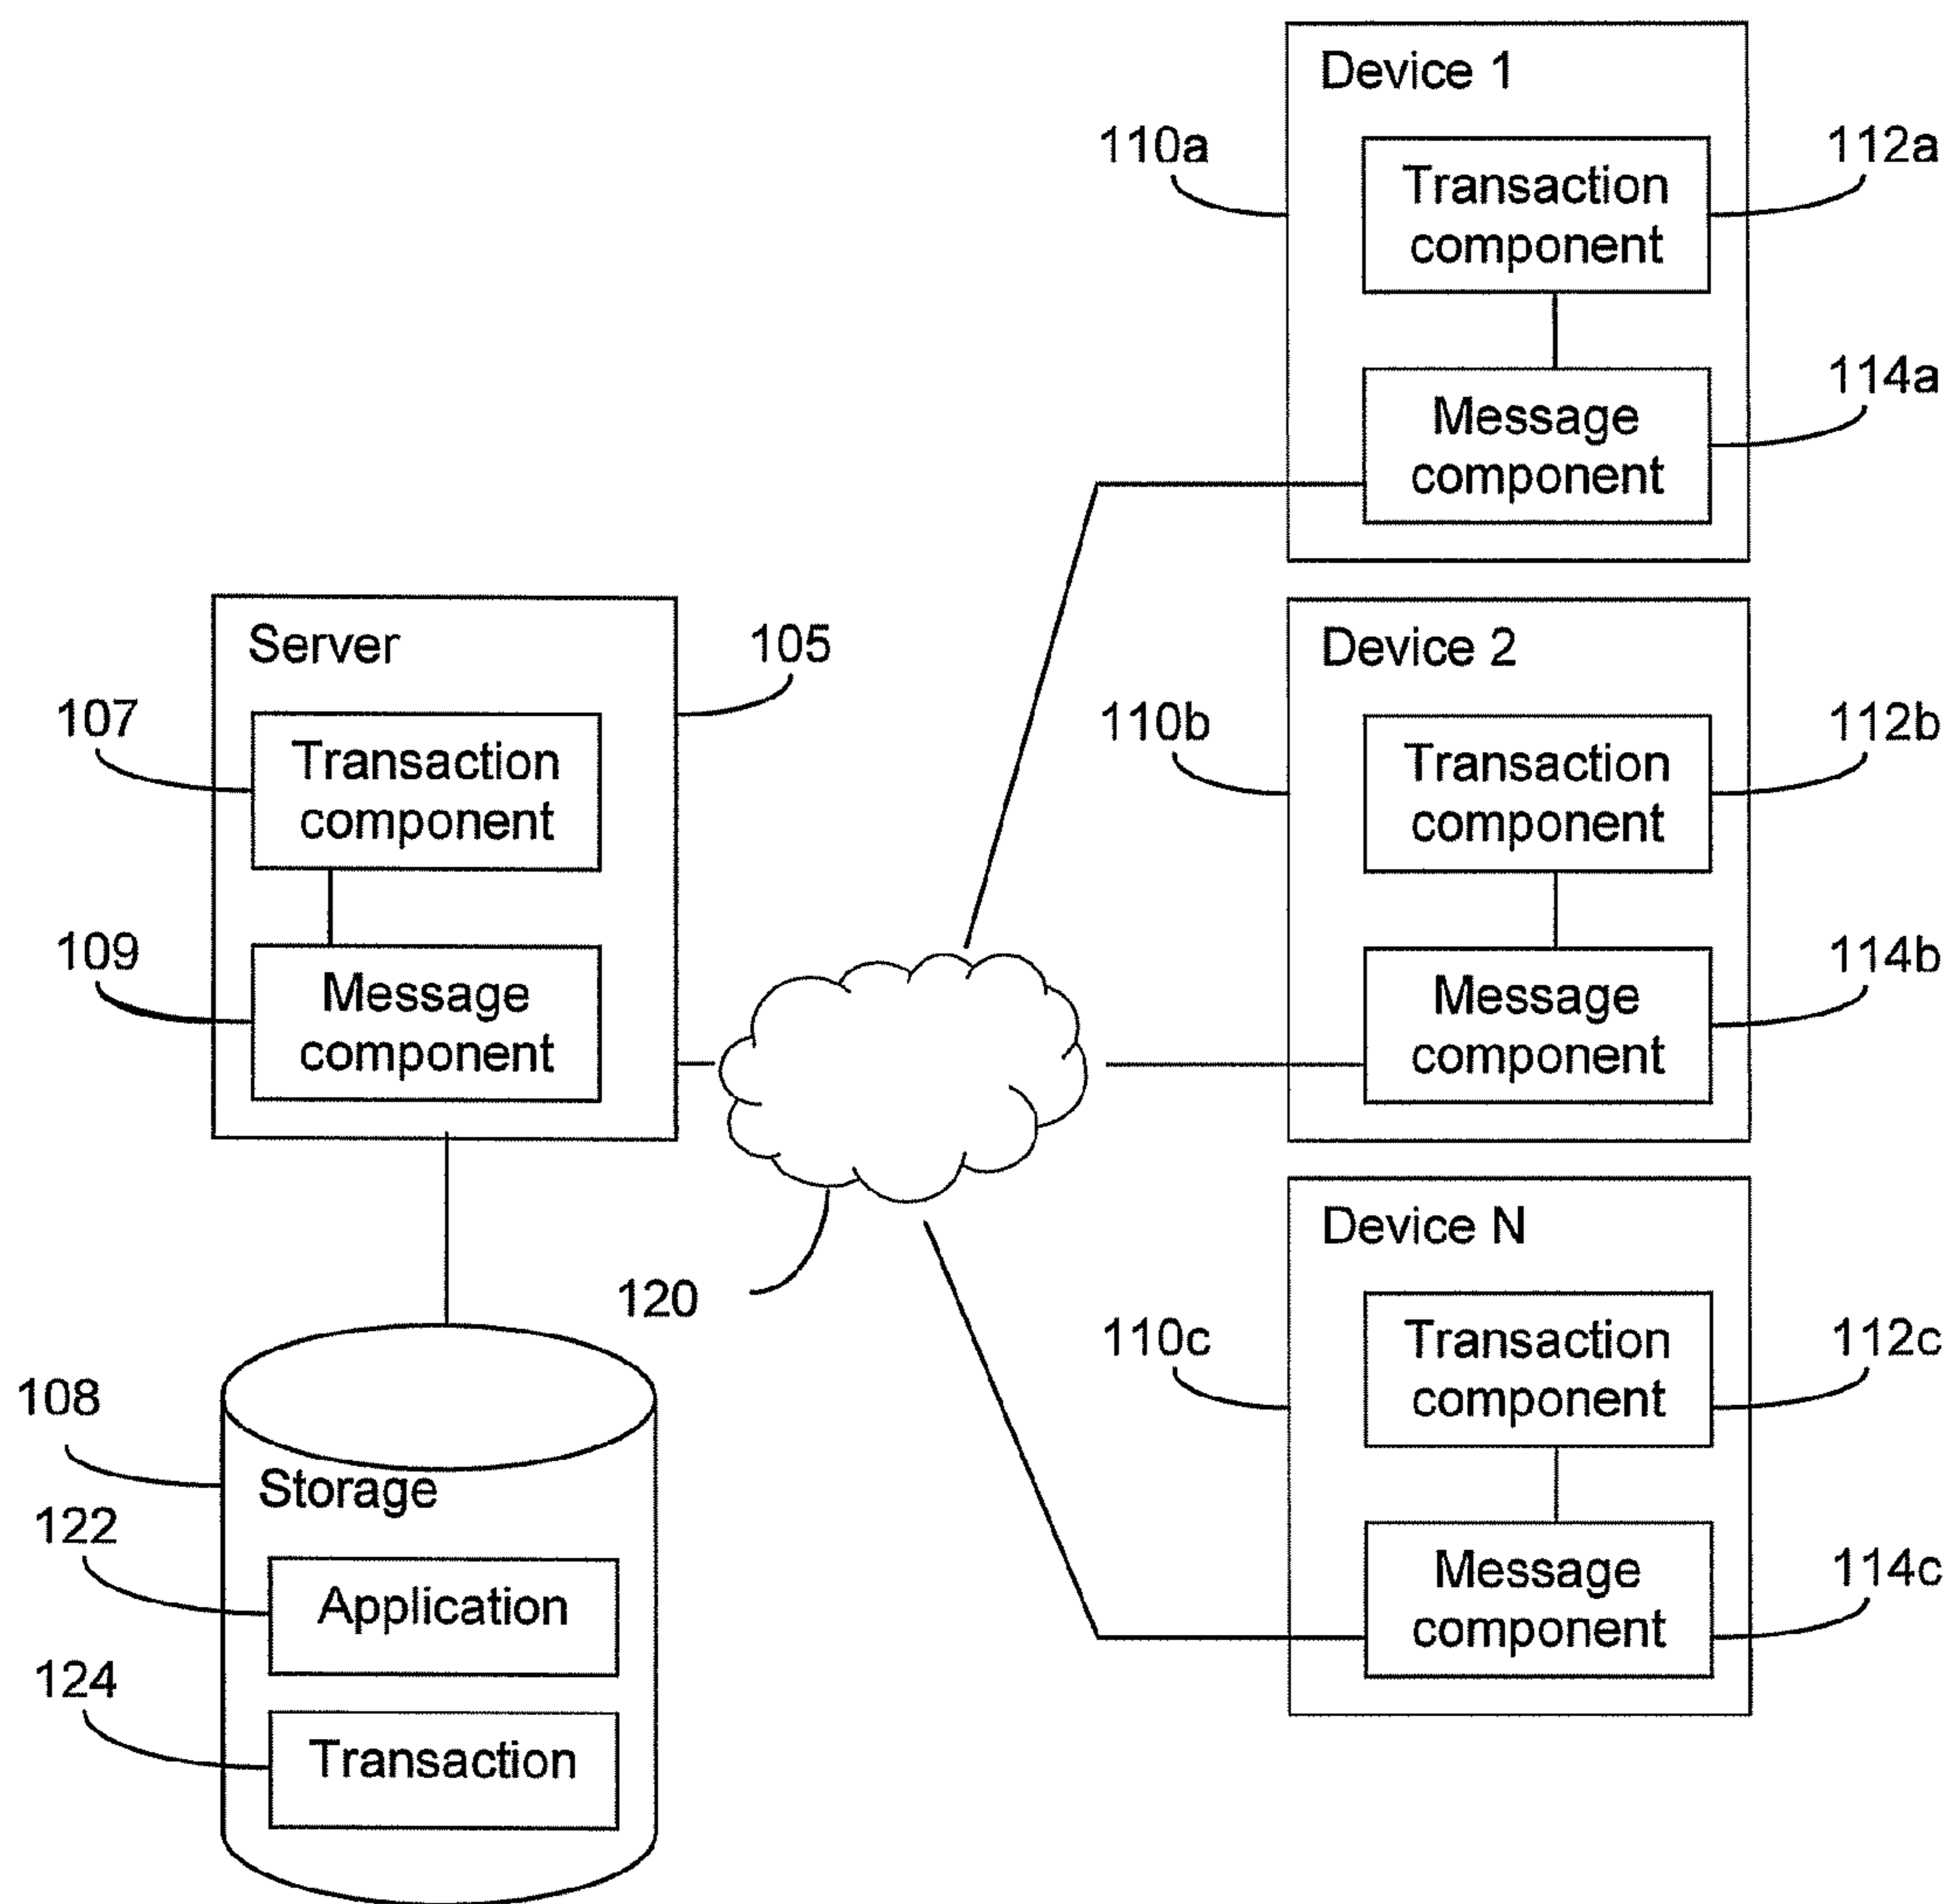 Device 1
110a
112a
Transaction
component
114a
Message
component
Server
105
107
Transaction
component
109
Message
component
Device 2
110b
112b
Transaction
component
114b
Message
component
120
Device N
110c
112c
Transaction
component
114c
Message
component
108
Storage
122
Application
124
Transaction